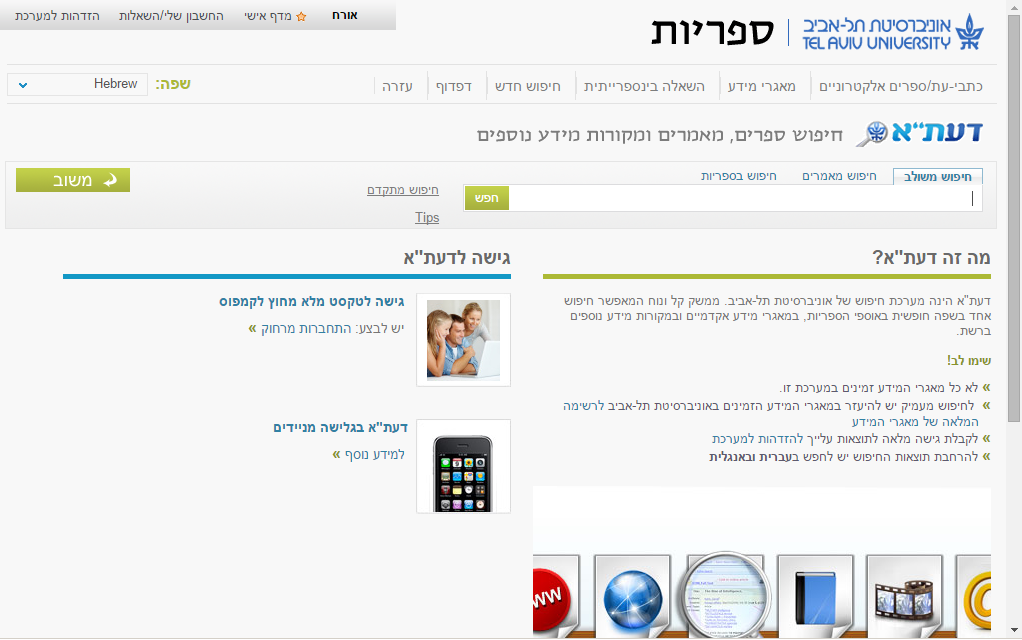 אורח
מדף אישי
החשבון שלי/השאלות
הזדהות למערכת
אוניברסיטת תל-אביב
TEL AVIV UNIVERSITY
ספריות
כתבי-עת/ספרים אלקטרוניים
מאגרי מידע
השאלה בינספרייתית
חיפוש חדש
דפדוף
עזרה
שפה:
Hebrew
דעת"א
חיפוש ספרים, מאמרים ומקורות מידע נוספים
חיפוש משולב
חיפוש מאמרים
חיפוש בספריות
חפש
חיפוש מתקדם
Tips
משוב
מה זה דעת"א?
דעת"א הינה מערכת חיפוש של אוניברסיטת תל-אביב. ממשק קל ונוח המאפשר חיפוש
אחד בשפה חופשית באוספי הספריות, במאגרי מידע אקדמיים ובמקורות מידע נוספים
ברשת.
שימו לב!
» לא כל מאגרי המידע זמינים במערכת זו.
» לחיפוש מעמיק יש להיעזר במאגרי המידע הזמינים באוניברסיטת תל-אביב לרשימה
המלאה של מאגרי המידע
» לקבלת גישה מלאה לתוצאות עלייך להזדהות למערכת
» להרחבת תוצאות החיפוש יש לחפש בעברית ובאנגלית
גישה לדעת"א
גישה לטקסט מלא מחוץ לקמפוס
יש לבצע: התחברות מרחוק »
דעת"א בגלישה מניידים
למידע נוסף »
WW
@